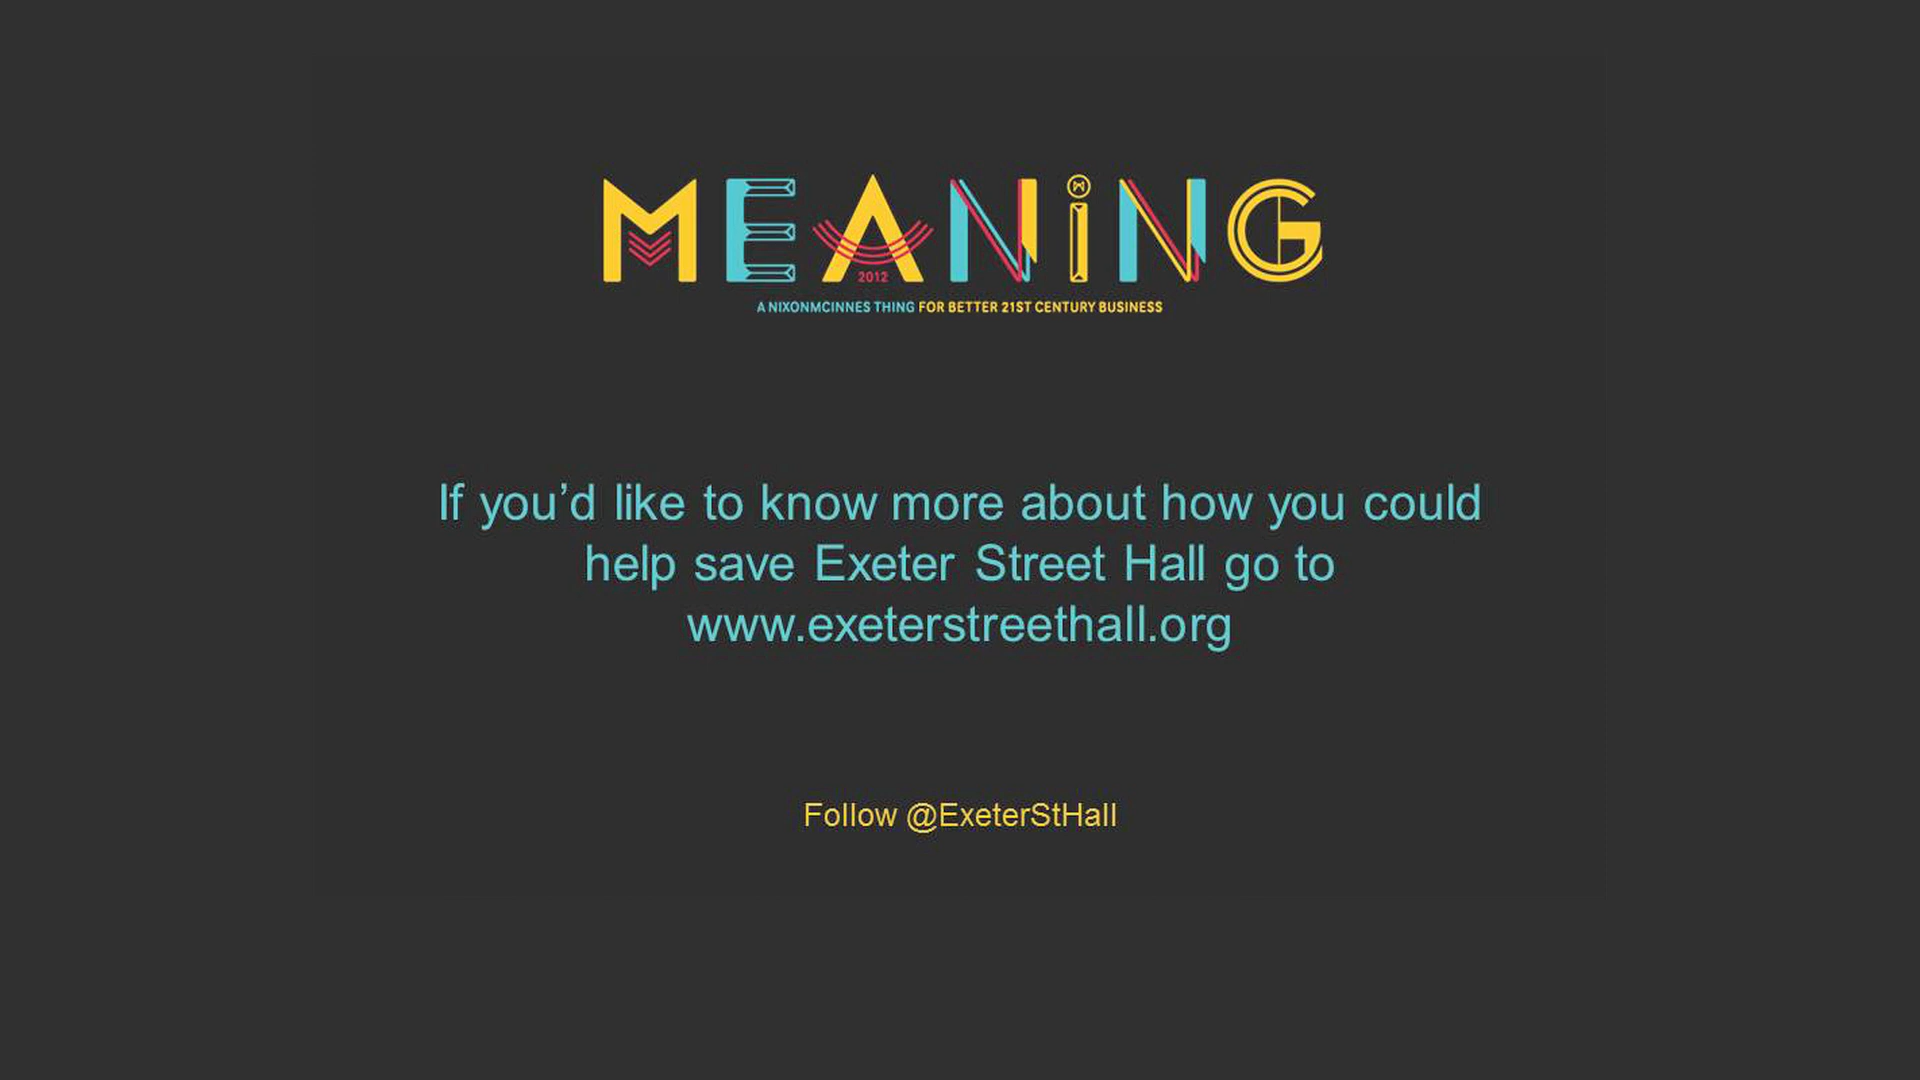 MEANiNG
2012
A NIXONMCINNES THING FOR BETTER 21ST CENTURY BUSINESS
If you’d like to know more about how you could
help save Exeter Street Hall go to
www.exeterstreethall.org
Follow @ExeterStHall